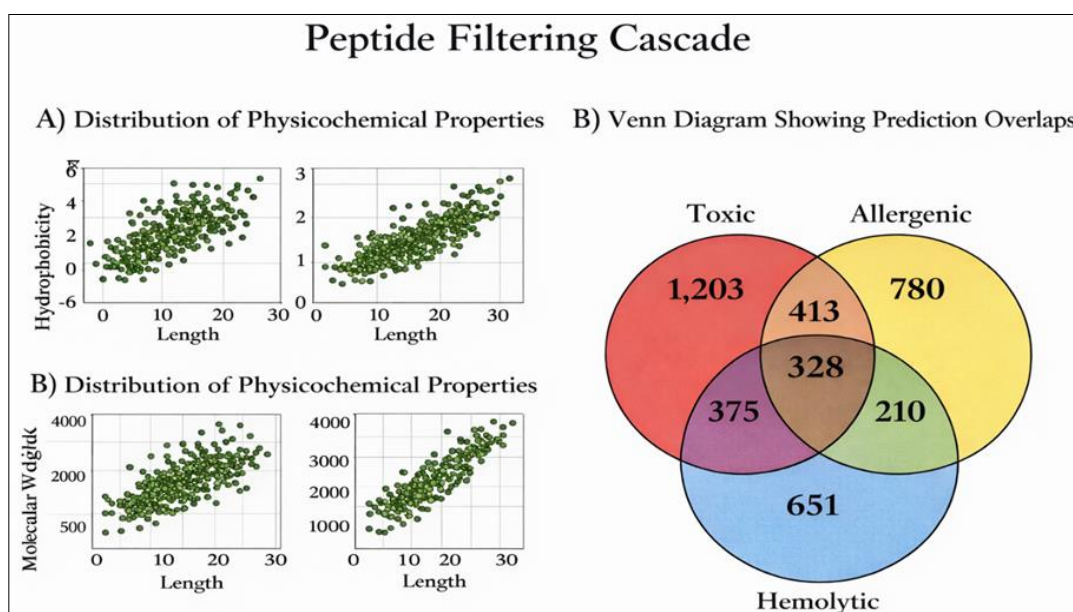 Peptide Filtering Cascade
A) Distribution of Physicochemical Properties
6
4
2
0
-6
Hydrophobicity
0 10 20 30
Length
3
2
1
0
0 10 20 30
Length
B) Distribution of Physicochemical Properties
4000
2000
500
Molecular
0 10 20 30
Length
4000
3000
2000
1000
0 10 20 30
Length
B) Venn Diagram Showing Prediction Overlaps
Toxic Allergenic
1,203
413
780
328
375
210
651
Hemolytic